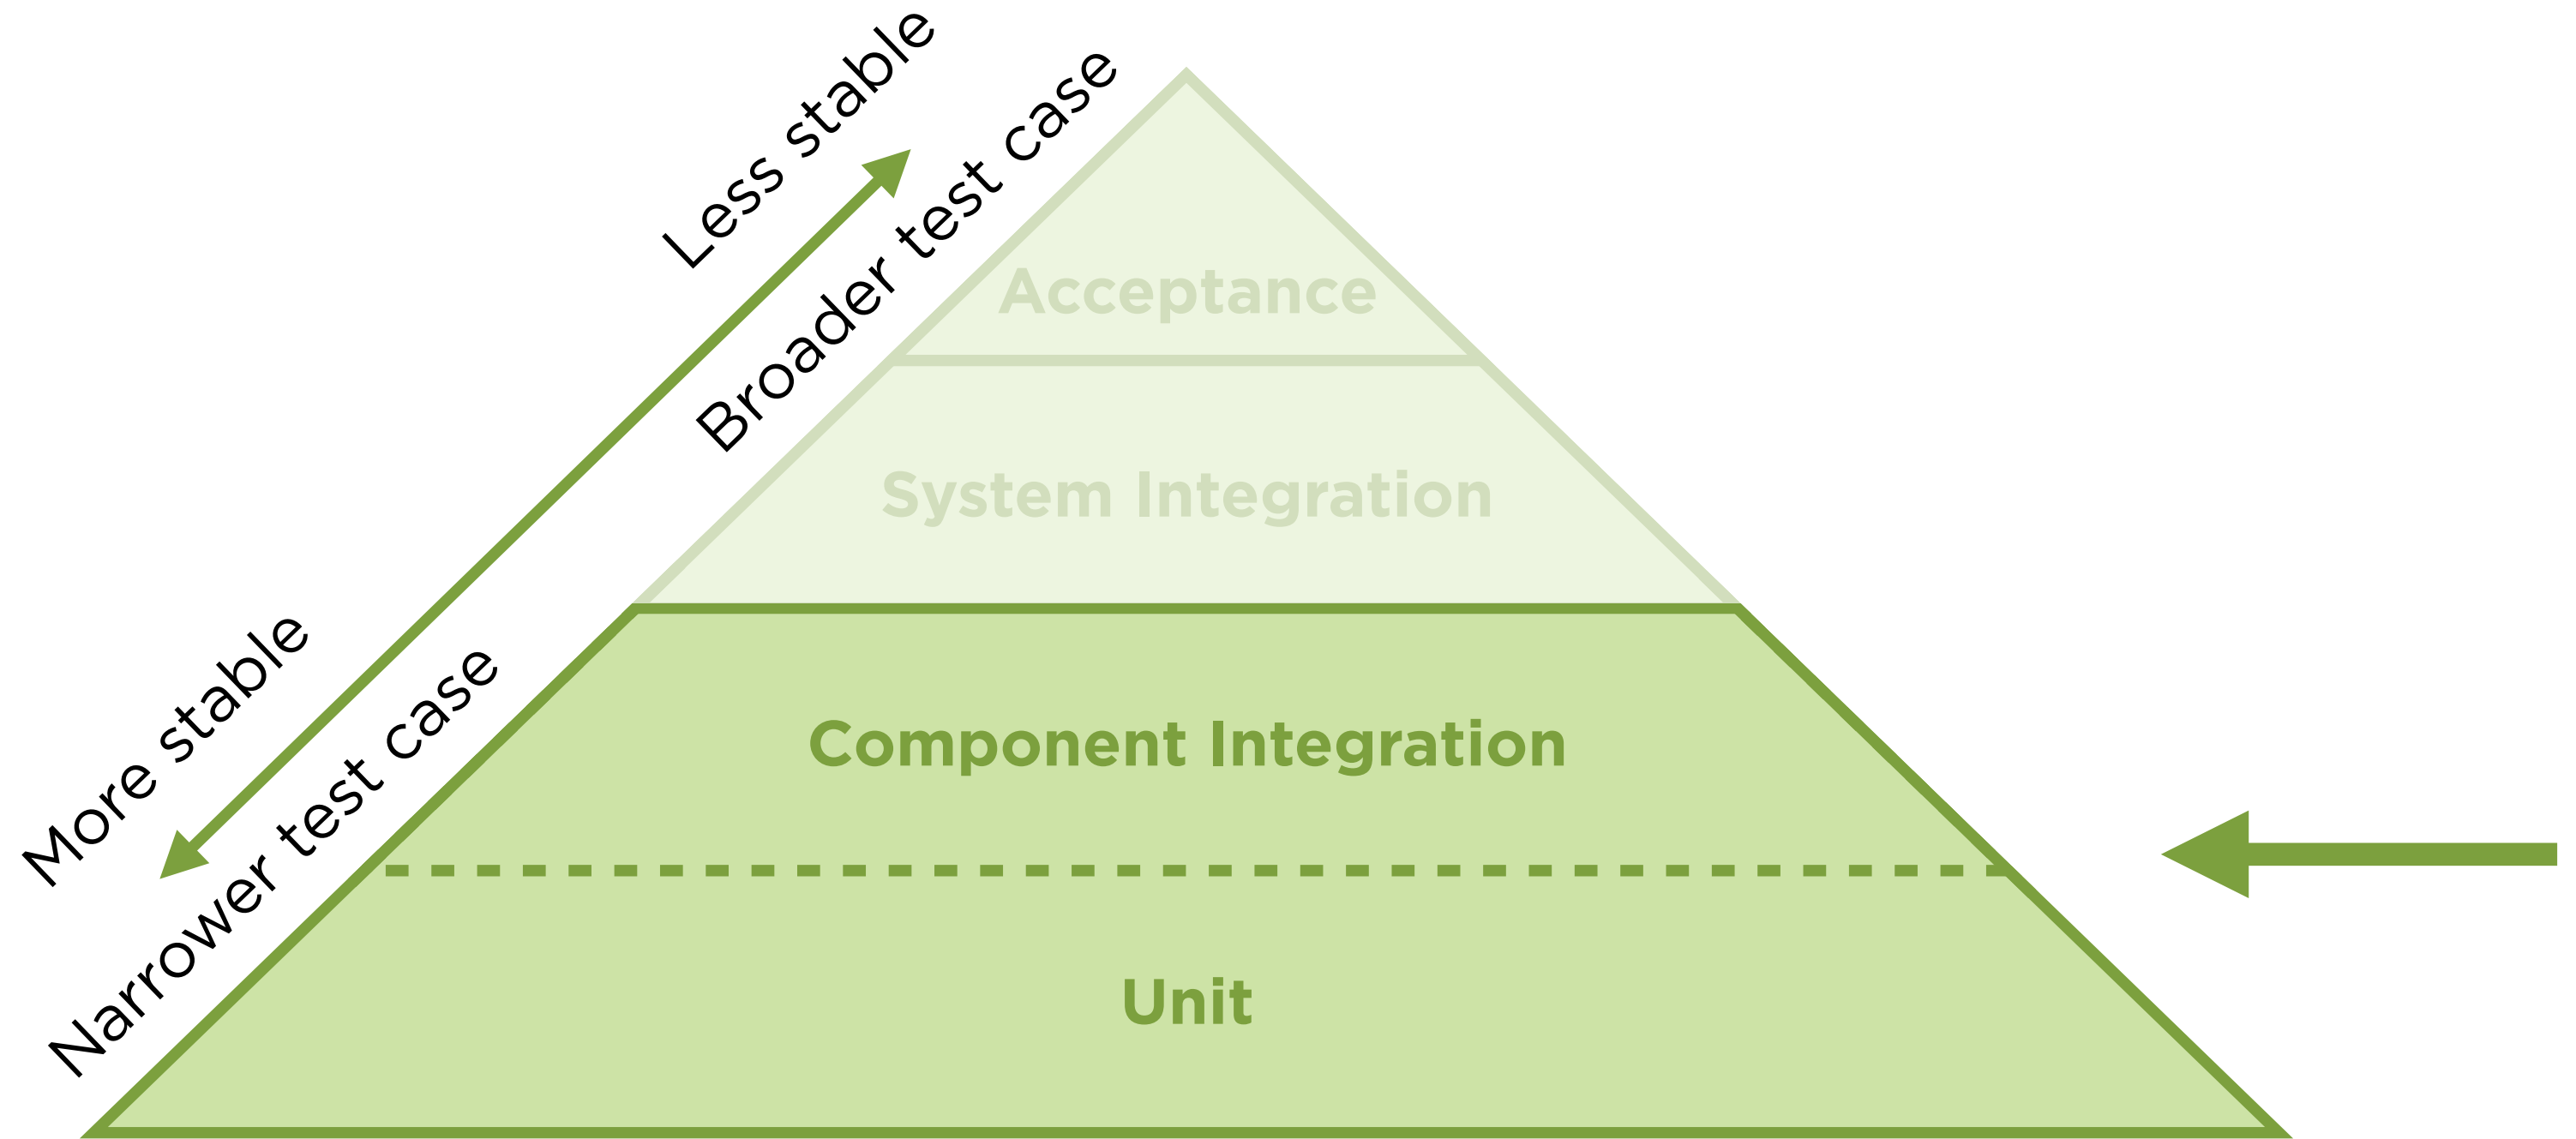 Less stable
Broader test case
Acceptance
System Integration
More stable
Narrower test case
Component Integration
Unit